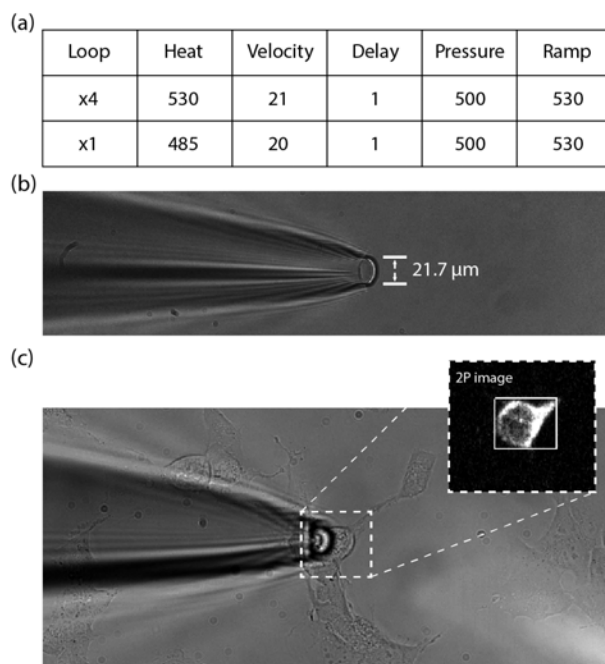 (a)
Loop Heat Velocity Delay Pressure Ramp
x4 530 21 1 500 530
x1 485 20 1 500 530
(b)
21.7 µm
(c)
2P image